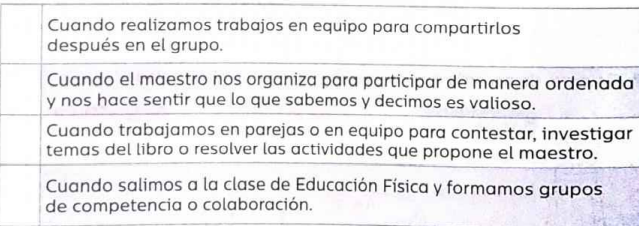 Cuando realizamos trabajos en equipo para compartirlos
después en el grupo.
Cuando el maestro nos organiza para participar de manera ordenada
y nos hace sentir que lo que sabemos y decimos es valioso.
Cuando trabajamos en parejas o en equipo para contestar, investigar
temas del libro o resolver las actividades que propone el maestro.
Cuando salimos a la clase de Educación Física y formamos grupos
de competencia o colaboración.